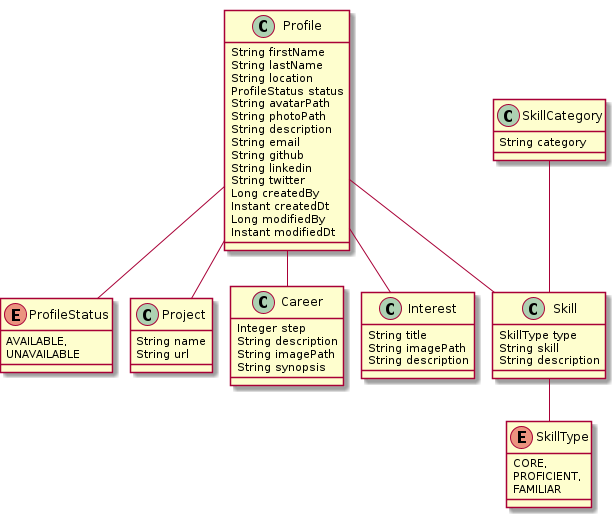 C Profile
String firstName
String lastName
String location
ProfileStatus status
String avatarPath
String photoPath
String description
String email
String github
String linkedin
String twitter
Long createdBy
Instant createdDt
Long modifiedBy
Instant modifiedDt
C SkillCategory
String category
E ProfileStatus
AVAILABLE,
UNAVAILABLE
C Project
String name
String url
C Career
Integer step
String description
String imagePath
String synopsis
C Interest
String title
String imagePath
String description
C Skill
SkillType type
String skill
String description
E SkillType
CORE,
PROFICIENT,
FAMILIAR